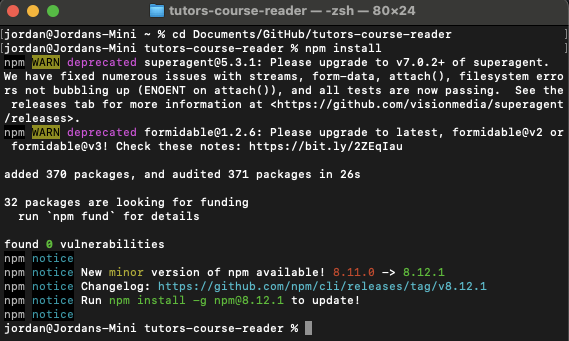 tutors-course-reader — -zsh — 80×24
[jordan@Jordans-Mini ~ % cd Documents/GitHub/tutors-course-reader ]
[jordan@Jordans-Mini tutors-course-reader % npm install ]
npm WARN deprecated superagent@5.3.1: Please upgrade to v7.0.2+ of superagent.
We have fixed numerous issues with streams, form-data, attach(), filesystem erro
rs not bubbling up (ENOENT on attach()), and all tests are now passing.  See the
 releases tab for more information at <https://github.com/visionmedia/superagent
/releases>.
npm WARN deprecated formidable@1.2.6: Please upgrade to latest, formidable@v2 or
 formidable@v3! Check these notes: https://bit.ly/2ZEqIau
added 370 packages, and audited 371 packages in 26s
32 packages are looking for funding
  run `npm fund` for details
found 0 vulnerabilities
npm notice
npm notice New minor version of npm available! 8.11.0 -> 8.12.1
npm notice Changelog: https://github.com/npm/cli/releases/tag/v8.12.1
npm notice Run npm install -g npm@8.12.1 to update!
npm notice
jordan@Jordans-Mini tutors-course-reader %